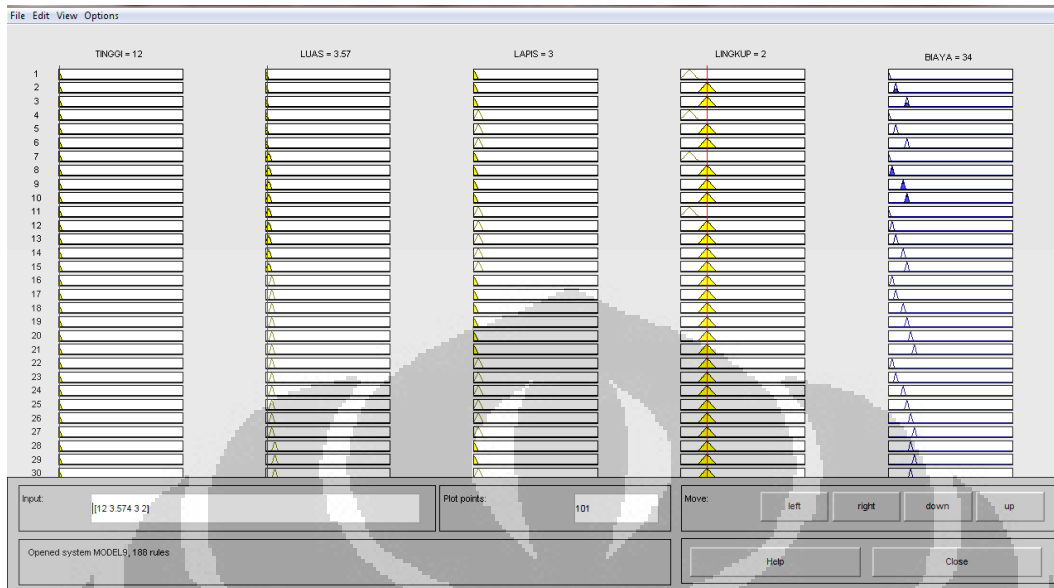 File Edit View Options
TINGGI = 12
LUAS = 3.57
LAPIS = 3
LINGKUP = 2
BIAYA = 34
1
2
3
4
5
6
7
8
9
10
11
12
13
14
15
16
17
18
19
20
21
22
23
24
25
26
27
28
29
30
Input:
[12 3.574 3 2]
Plot points:
101
Move:
left
right
down
up
Opened system MODEL9, 188 rules
Help
Close